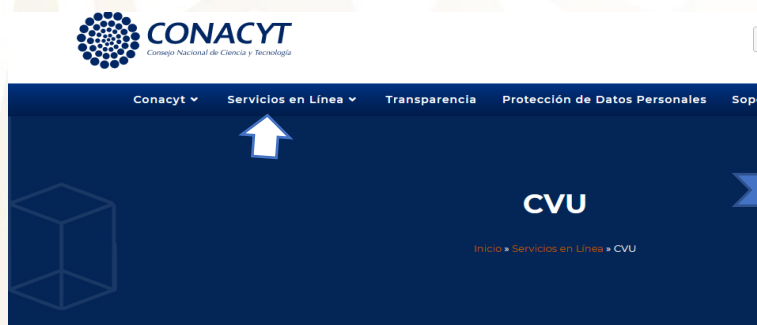 CONACYT
Consejo Nacional de Ciencia y Tecnología
Conacyt Servicios en Línea Transparencia Protección de Datos Personales Sop
CVU
Inicio » Servicios en Línea » CVU